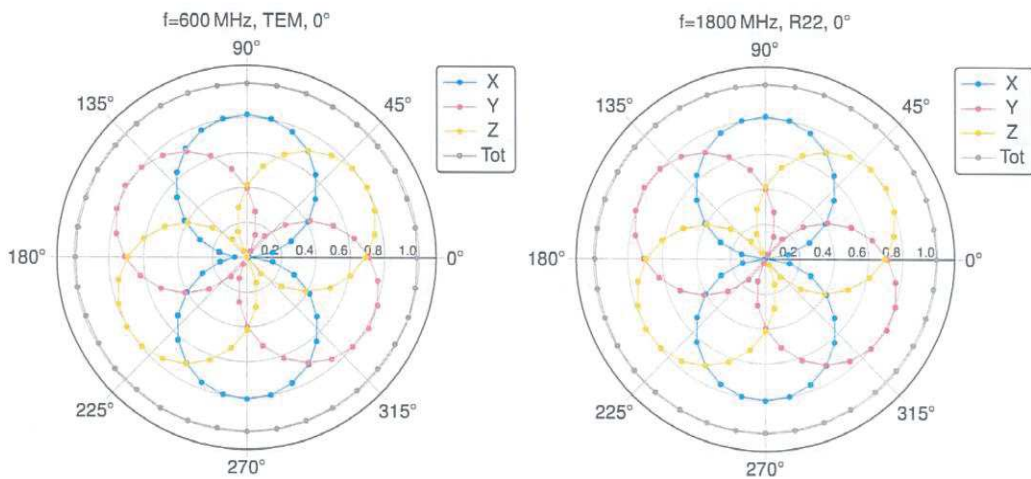 f=600 MHz, TEM, 0°
90°
135°
45°
180°
0.2 0.4 0.6 0.8 1.0
0°
225°
315°
270°
X
Y
Z
Tot
f=1800 MHz, R22, 0°
90°
135°
45°
180°
0.2 0.4 0.6 0.8 1.0
0°
225°
315°
270°
X
Y
Z
Tot